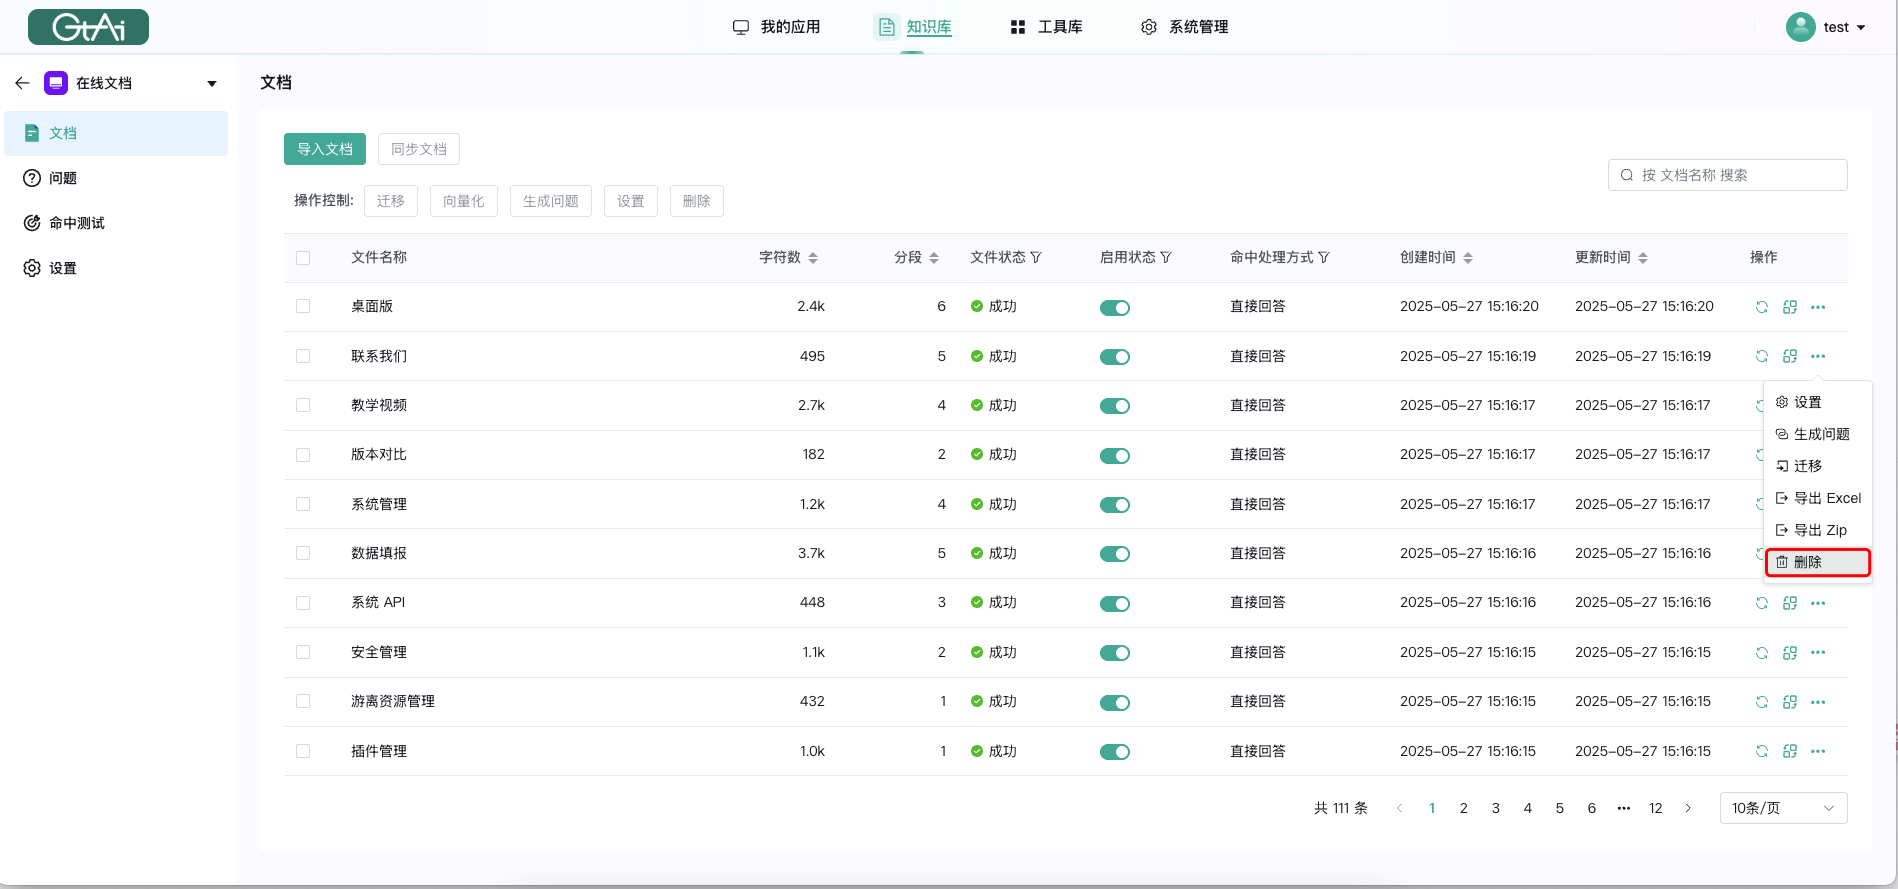 GtAi
我的应用
知识库
工具库
系统管理
test
在线文档
文档
问题
命中测试
设置
文档
导入文档 同步文档
按 文档名称 搜索
操作控制: 迁移 向量化 生成问题 设置 删除
文件名称 字符数 分段 文件状态 启用状态 命中处理方式 创建时间 更新时间 操作
桌面版 2.4k 6 成功 直接回答 2025-05-27 15:16:20 2025-05-27 15:16:20
联系我们 495 5 成功 直接回答 2025-05-27 15:16:19 2025-05-27 15:16:19
教学视频 2.7k 4 成功 直接回答 2025-05-27 15:16:17 2025-05-27 15:16:17
版本对比 182 2 成功 直接回答 2025-05-27 15:16:17 2025-05-27 15:16:17
系统管理 1.2k 4 成功 直接回答 2025-05-27 15:16:17 2025-05-27 15:16:17
数据填报 3.7k 5 成功 直接回答 2025-05-27 15:16:16 2025-05-27 15:16:16
系统 API 448 3 成功 直接回答 2025-05-27 15:16:16 2025-05-27 15:16:16
安全管理 1.1k 2 成功 直接回答 2025-05-27 15:16:15 2025-05-27 15:16:15
游离资源管理 432 1 成功 直接回答 2025-05-27 15:16:15 2025-05-27 15:16:15
插件管理 1.0k 1 成功 直接回答 2025-05-27 15:16:15 2025-05-27 15:16:15
设置
生成问题
迁移
导出 Excel
导出 Zip
删除
共 111 条 1 2 3 4 5 6 ••• 12 10条/页